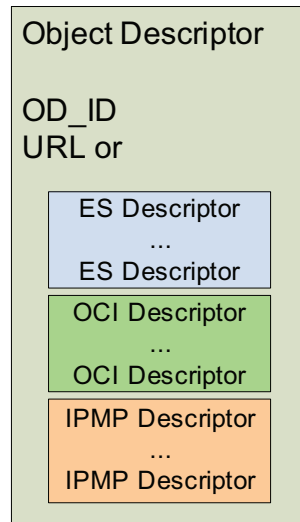 Object Descriptor
OD_ID
URL or
ES Descriptor
...
ES Descriptor
OCI Descriptor
...
OCI Descriptor
IPMP Descriptor
...
IPMP Descriptor